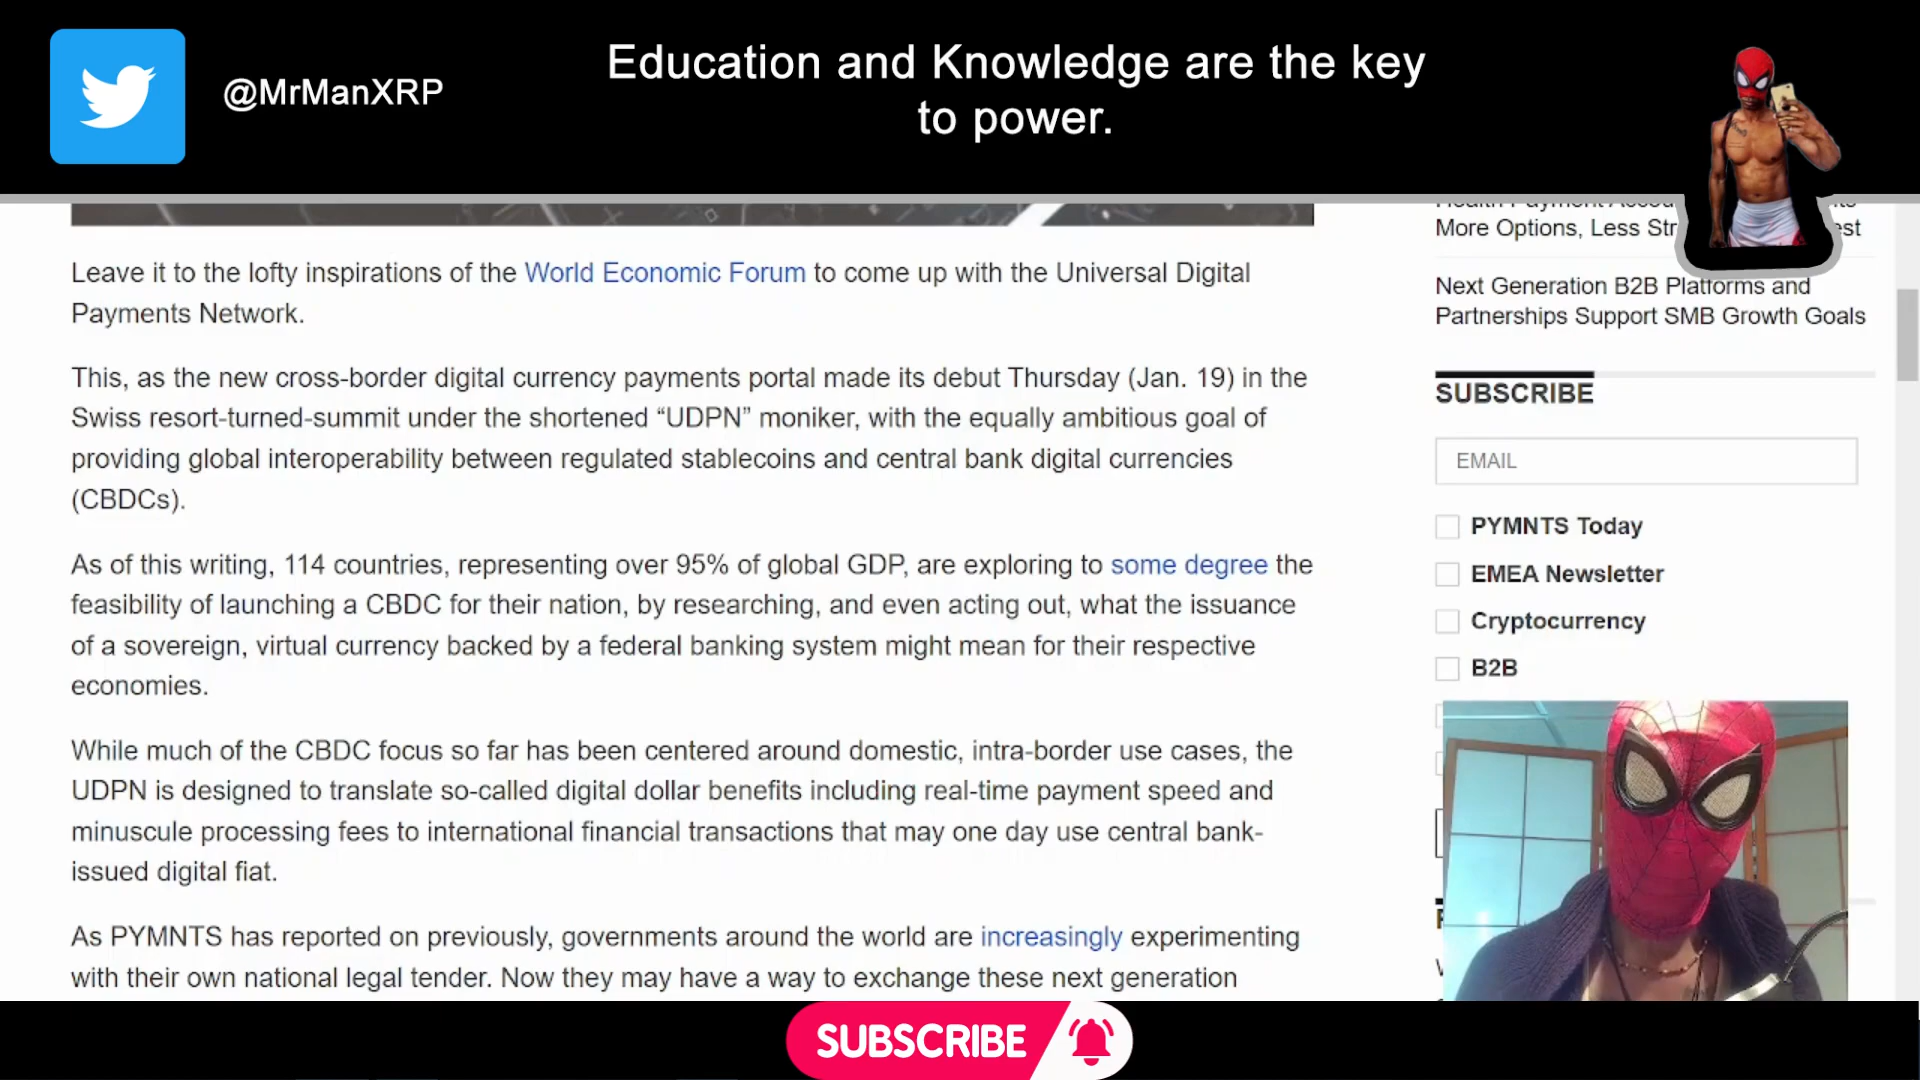 @MrManXRP
Education and Knowledge are the key
to power.
Leave it to the lofty inspirations of the World Economic Forum to come up with the Universal Digital
Payments Network.
This, as the new cross-border digital currency payments portal made its debut Thursday (Jan. 19) in the
Swiss resort-turned-summit under the shortened “UDPN” moniker, with the equally ambitious goal of
providing global interoperability between regulated stablecoins and central bank digital currencies
(CBDCs).
As of this writing, 114 countries, representing over 95% of global GDP, are exploring to some degree the
feasibility of launching a CBDC for their nation, by researching, and even acting out, what the issuance
of a sovereign, virtual currency backed by a federal banking system might mean for their respective
economies.
While much of the CBDC focus so far has been centered around domestic, intra-border use cases, the
UDPN is designed to translate so-called digital dollar benefits including real-time payment speed and
minuscule processing fees to international financial transactions that may one day use central bank-
issued digital fiat.
As PYMNTS has reported on previously, governments around the world are increasingly experimenting
with their own national legal tender. Now they may have a way to exchange these next generation
More Options, Less
Next Generation B2B Platforms and
Partnerships Support SMB Growth Goals
SUBSCRIBE
EMAIL
PYMNTS Today
EMEA Newsletter
Cryptocurrency
B2B
SUBSCRIBE